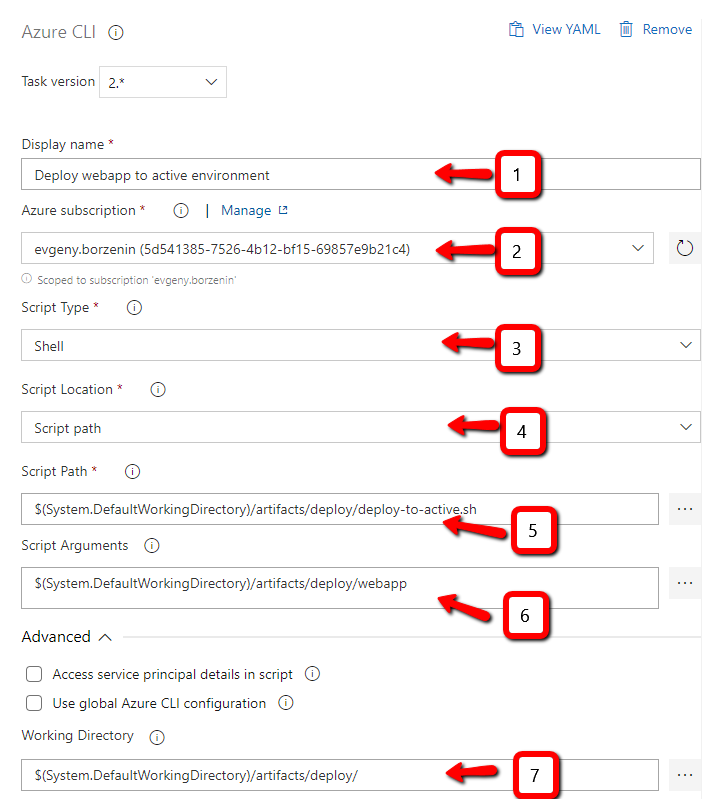 Azure CLI
View YAML Remove
Task version 2.*
Display name *
Deploy webapp to active environment 1
Azure subscription * | Manage
evgeny.borzenin (5d541385-7526-4b12-bf15-69857e9b21c4) 2
Scoped to subscription 'evgeny.borzenin'
Script Type *
Shell 3
Script Location *
Script path 4
Script Path *
$(System.DefaultWorkingDirectory)/artifacts/deploy/deploy-to-active.sh ...
5
Script Arguments
$(System.DefaultWorkingDirectory)/artifacts/deploy/webapp ...
6
Advanced
Access service principal details in script
Use global Azure CLI configuration
Working Directory
$(System.DefaultWorkingDirectory)/artifacts/deploy/ 7 ...